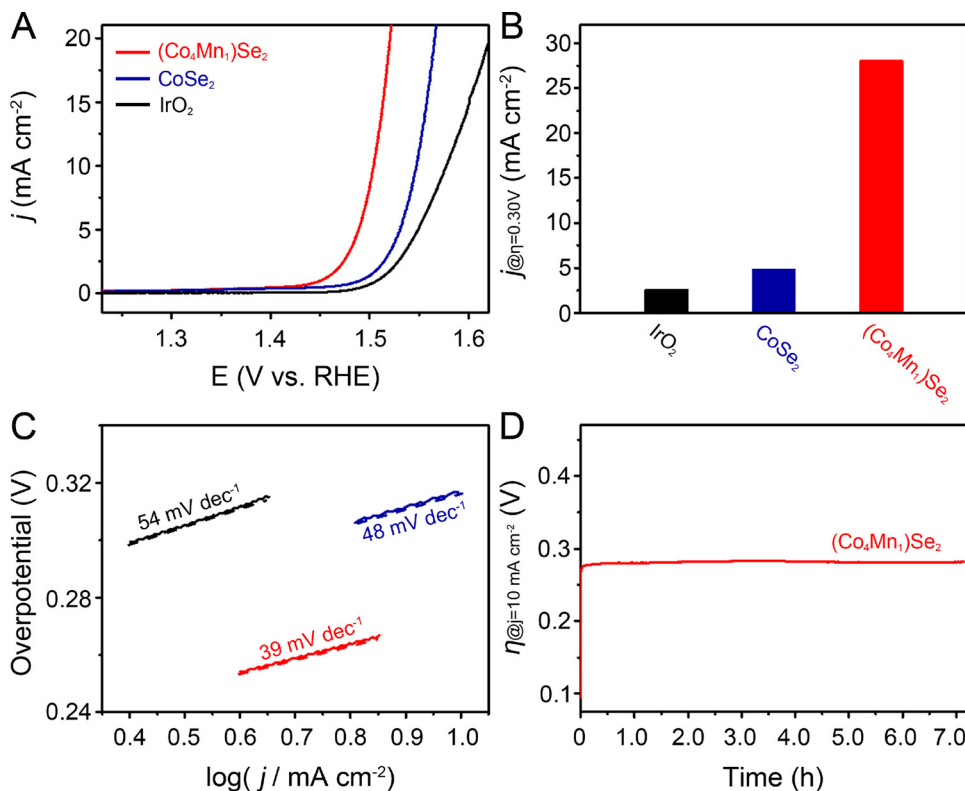 A
20
15
10
5
0
j (mA cm⁻²)
(Co₄Mn₁)Se₂
CoSe₂
IrO₂
1.3
1.4
1.5
1.6
E (V vs. RHE)
B
30
25
20
15
10
5
0
j@η=0.30V (mA cm⁻²)
IrO₂
CoSe₂
(Co₄Mn₁)Se₂
C
0.32
0.28
0.24
Overpotential (V)
54 mV dec⁻¹
48 mV dec⁻¹
39 mV dec⁻¹
0.4
0.5
0.6
0.7
0.8
0.9
1.0
log( j / mA cm⁻²)
D
0.4
0.3
0.2
0.1
η@j=10 mA cm⁻² (V)
(Co₄Mn₁)Se₂
0
1.0
2.0
3.0
4.0
5.0
6.0
7.0
Time (h)